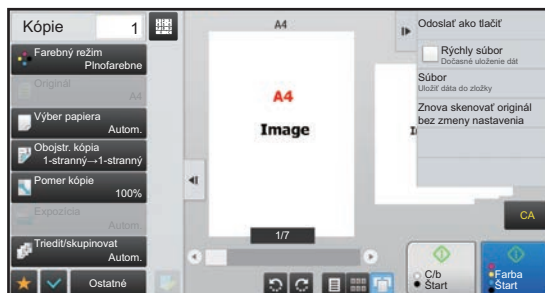 Kópie 1
Farebný režim
Plnofarebne
Originál
A4
Výber papiera
Autom.
Obojstr. kópia
1-stranný→1-stranný
Pomer kópie
100%
Expozícia
Autom.
Triediť/skupinovat
Autom.
Ostatné
A4
A4
Image
1/7
Odoslať ako tlačiť
Rýchly súbor
Dočasné uloženie dát
Súbor
Uložiť dáta do zložky
Znova skenovať originál
bez zmeny nastavenia
CA
C/b
Štart
Farba
Štart